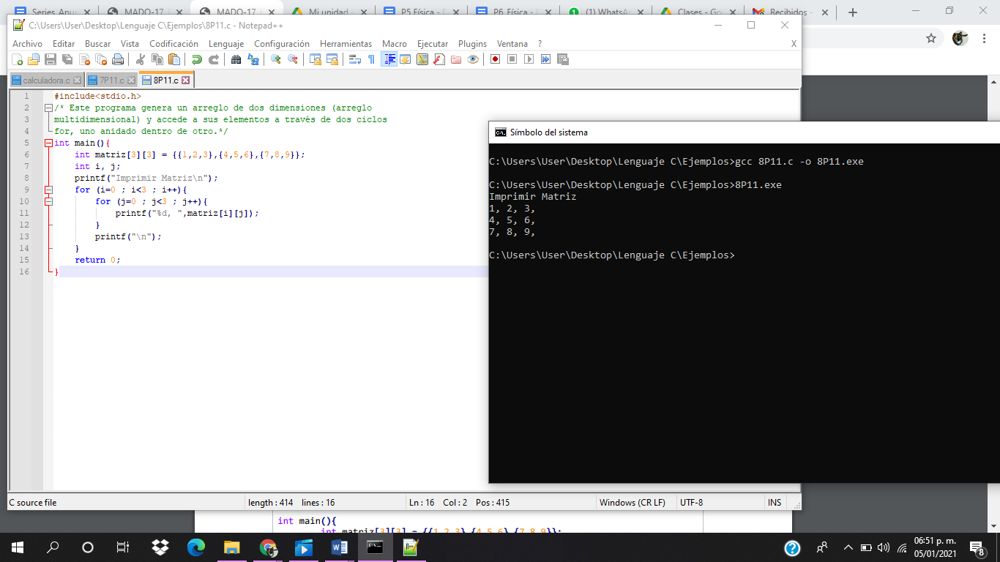 Series Anu
MADO-17
MADO-17
Mi unidad -
P5 Física -
P6 Física -
(1) WhatsA
Clases - Go
Recibidos -
C:\Users\User\Desktop\Lenguaje C\Ejemplos\8P11.c - Notepad++
Archivo Editar Buscar Vista Codificación Lenguaje Configuración Herramientas Macro Ejecutar Plugins Ventana ? X
calculadora.c 7P11.c 8P11.c
1 #include<stdio.h>
2 /* Este programa genera un arreglo de dos dimensiones (arreglo
3 multidimensional) y accede a sus elementos a través de dos ciclos
4 for, uno anidado dentro de otro.*/
5 int main(){
6 int matriz[3][3] = {{1,2,3},{4,5,6},{7,8,9}};
7 int i, j;
8 printf("Imprimir Matriz\n");
9 for (i=0 ; i<3 ; i++){
10 for (j=0 ; j<3 ; j++){
11 printf("%d, ",matriz[i][j]);
12 }
13 printf("\n");
14 }
15 return 0;
16 }
Símbolo del sistema
C:\Users\User\Desktop\Lenguaje C\Ejemplos>gcc 8P11.c -o 8P11.exe
C:\Users\User\Desktop\Lenguaje C\Ejemplos>8P11.exe
Imprimir Matriz
1, 2, 3,
4, 5, 6,
7, 8, 9,
C:\Users\User\Desktop\Lenguaje C\Ejemplos>
C source file length : 414 lines : 16 Ln : 16 Col : 2 Pos : 415 Windows (CR LF) UTF-8 INS
int main(){
int matriz[3][3] = {{1,2,3},{4,5,6},{7,8,9}};
06:51 p. m.
05/01/2021
8